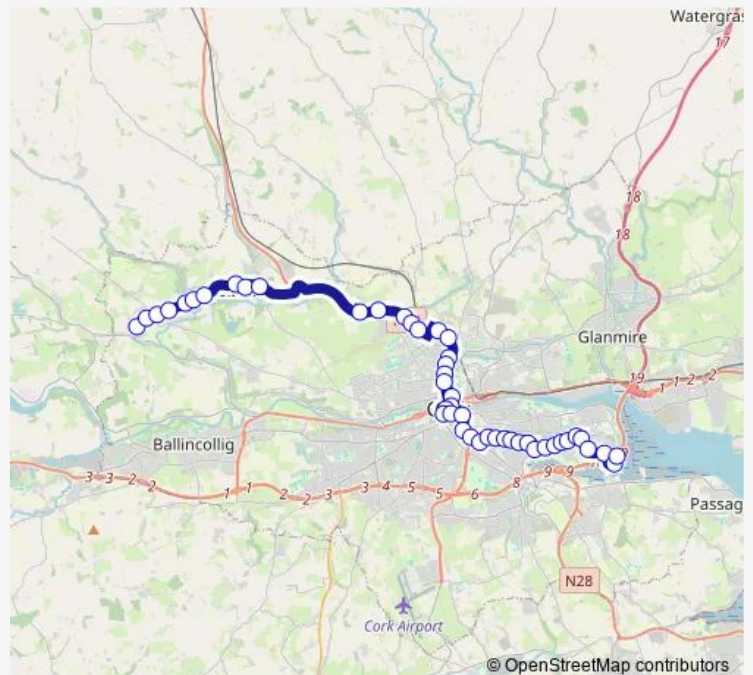 Watergras
17
18
18
Glanmire
19 1 2 2
C
Ballincollig
3 3 2 2
1 1 2 2 3 3 4 5 5 6 8 9 9
Passag
N28
Cork Airport
© OpenStreetMap contributors